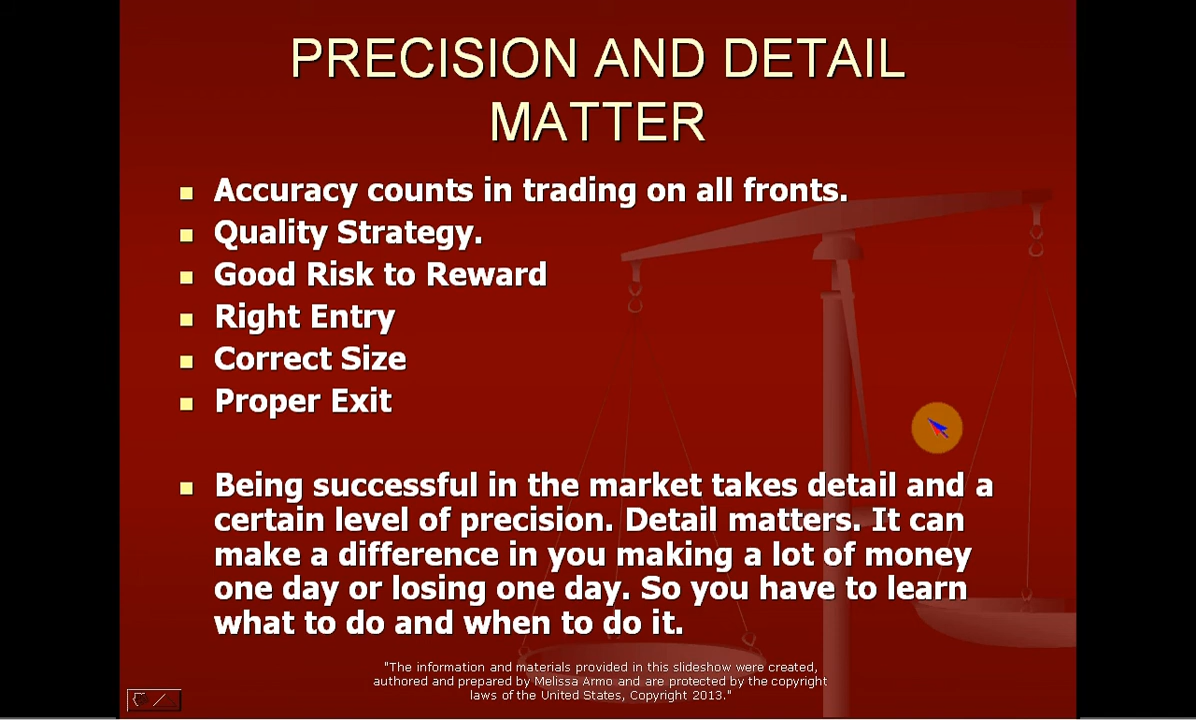 PRECISION AND DETAIL
MATTER
Accuracy counts in trading on all fronts.
Quality Strategy.
Good Risk to Reward
Right Entry
Correct Size
Proper Exit
Being successful in the market takes detail and a
certain level of precision. Detail matters. It can
make a difference in you making a lot of money
one day or losing one day. So you have to learn
what to do and when to do it.
"The information and materials provided in this slideshow were created,
authored and prepared by Melissa Armo and are protected by the copyright
laws of the United States, Copyright 2013."